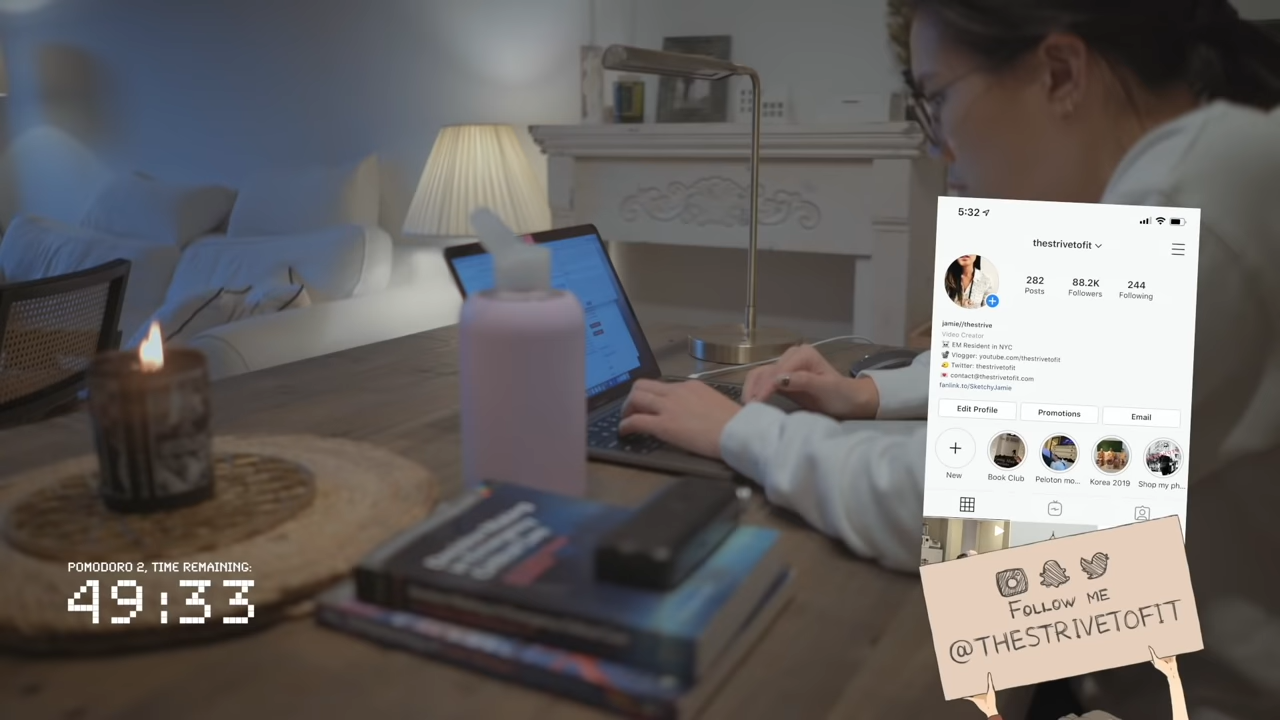 5:32
thestrivetofit
282
88.2K
244
Posts
Followers
Following
jamie//thestrive
Video Creator
EM Resident in NYC
Vlogger: youtube.com/thestrivetofit
Twitter: thestrivetofit
contact@thestrivetofit.com
fanlink.to/SketchyJamie
Edit Profile
Promotions
Email
New
Book Club
Peloton mo...
Korea 2019
Shop my ph...
FOLLOW ME
@THESTRIVETOFIT
POMODORO 2, TIME REMAINING:
49:33